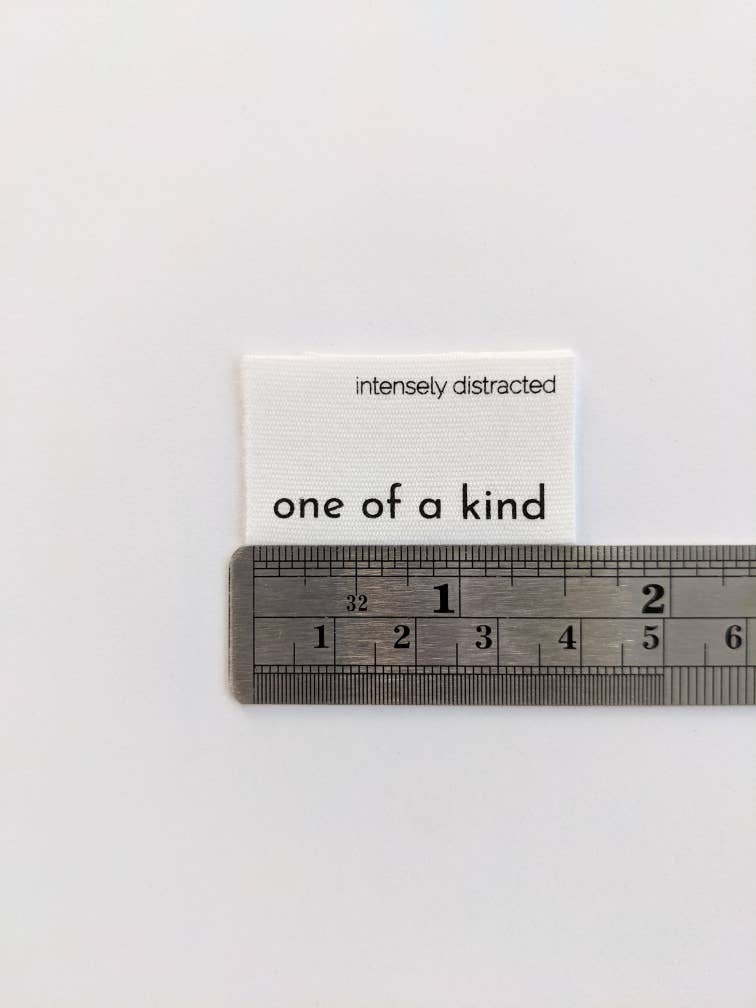 intensely distracted
one of a kind
32 1 2
1 2 3 4 5 6